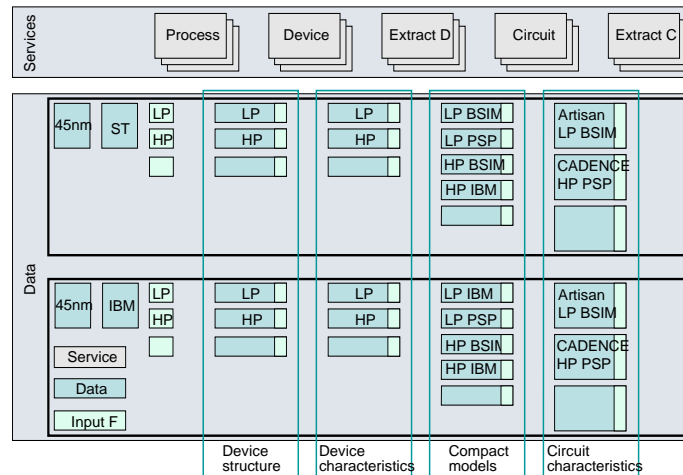 Services
Process
Device
Extract D
Circuit
Extract C
Data
45nm
ST
LP
HP
LP
HP
LP
HP
LP BSIM
LP PSP
HP BSIM
HP IBM
Artisan
LP BSIM
CADENCE
HP PSP
45nm
IBM
LP
HP
LP
HP
LP
HP
LP IBM
LP PSP
HP BSIM
HP IBM
Artisan
LP BSIM
CADENCE
HP PSP
Service
Data
Input F
Device
structure
Device
characteristics
Compact
models
Circuit
characteristics